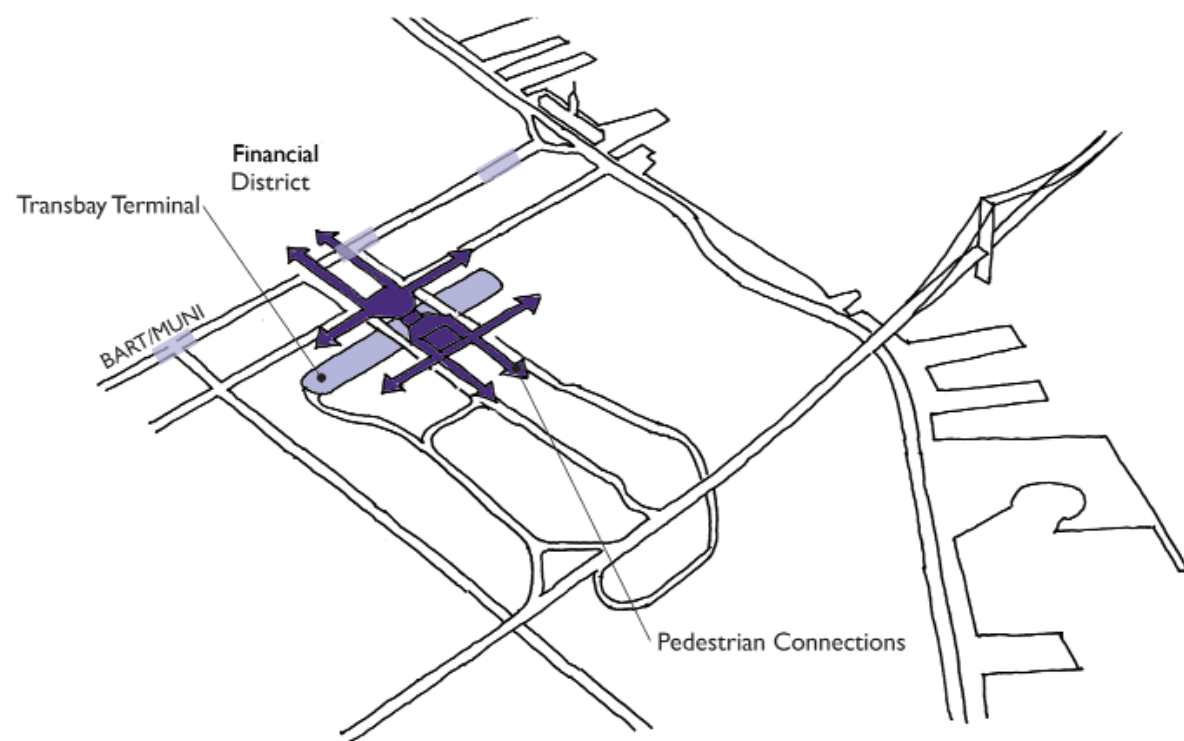 Financial
District
Transbay Terminal
BART/MUNI
Pedestrian Connections